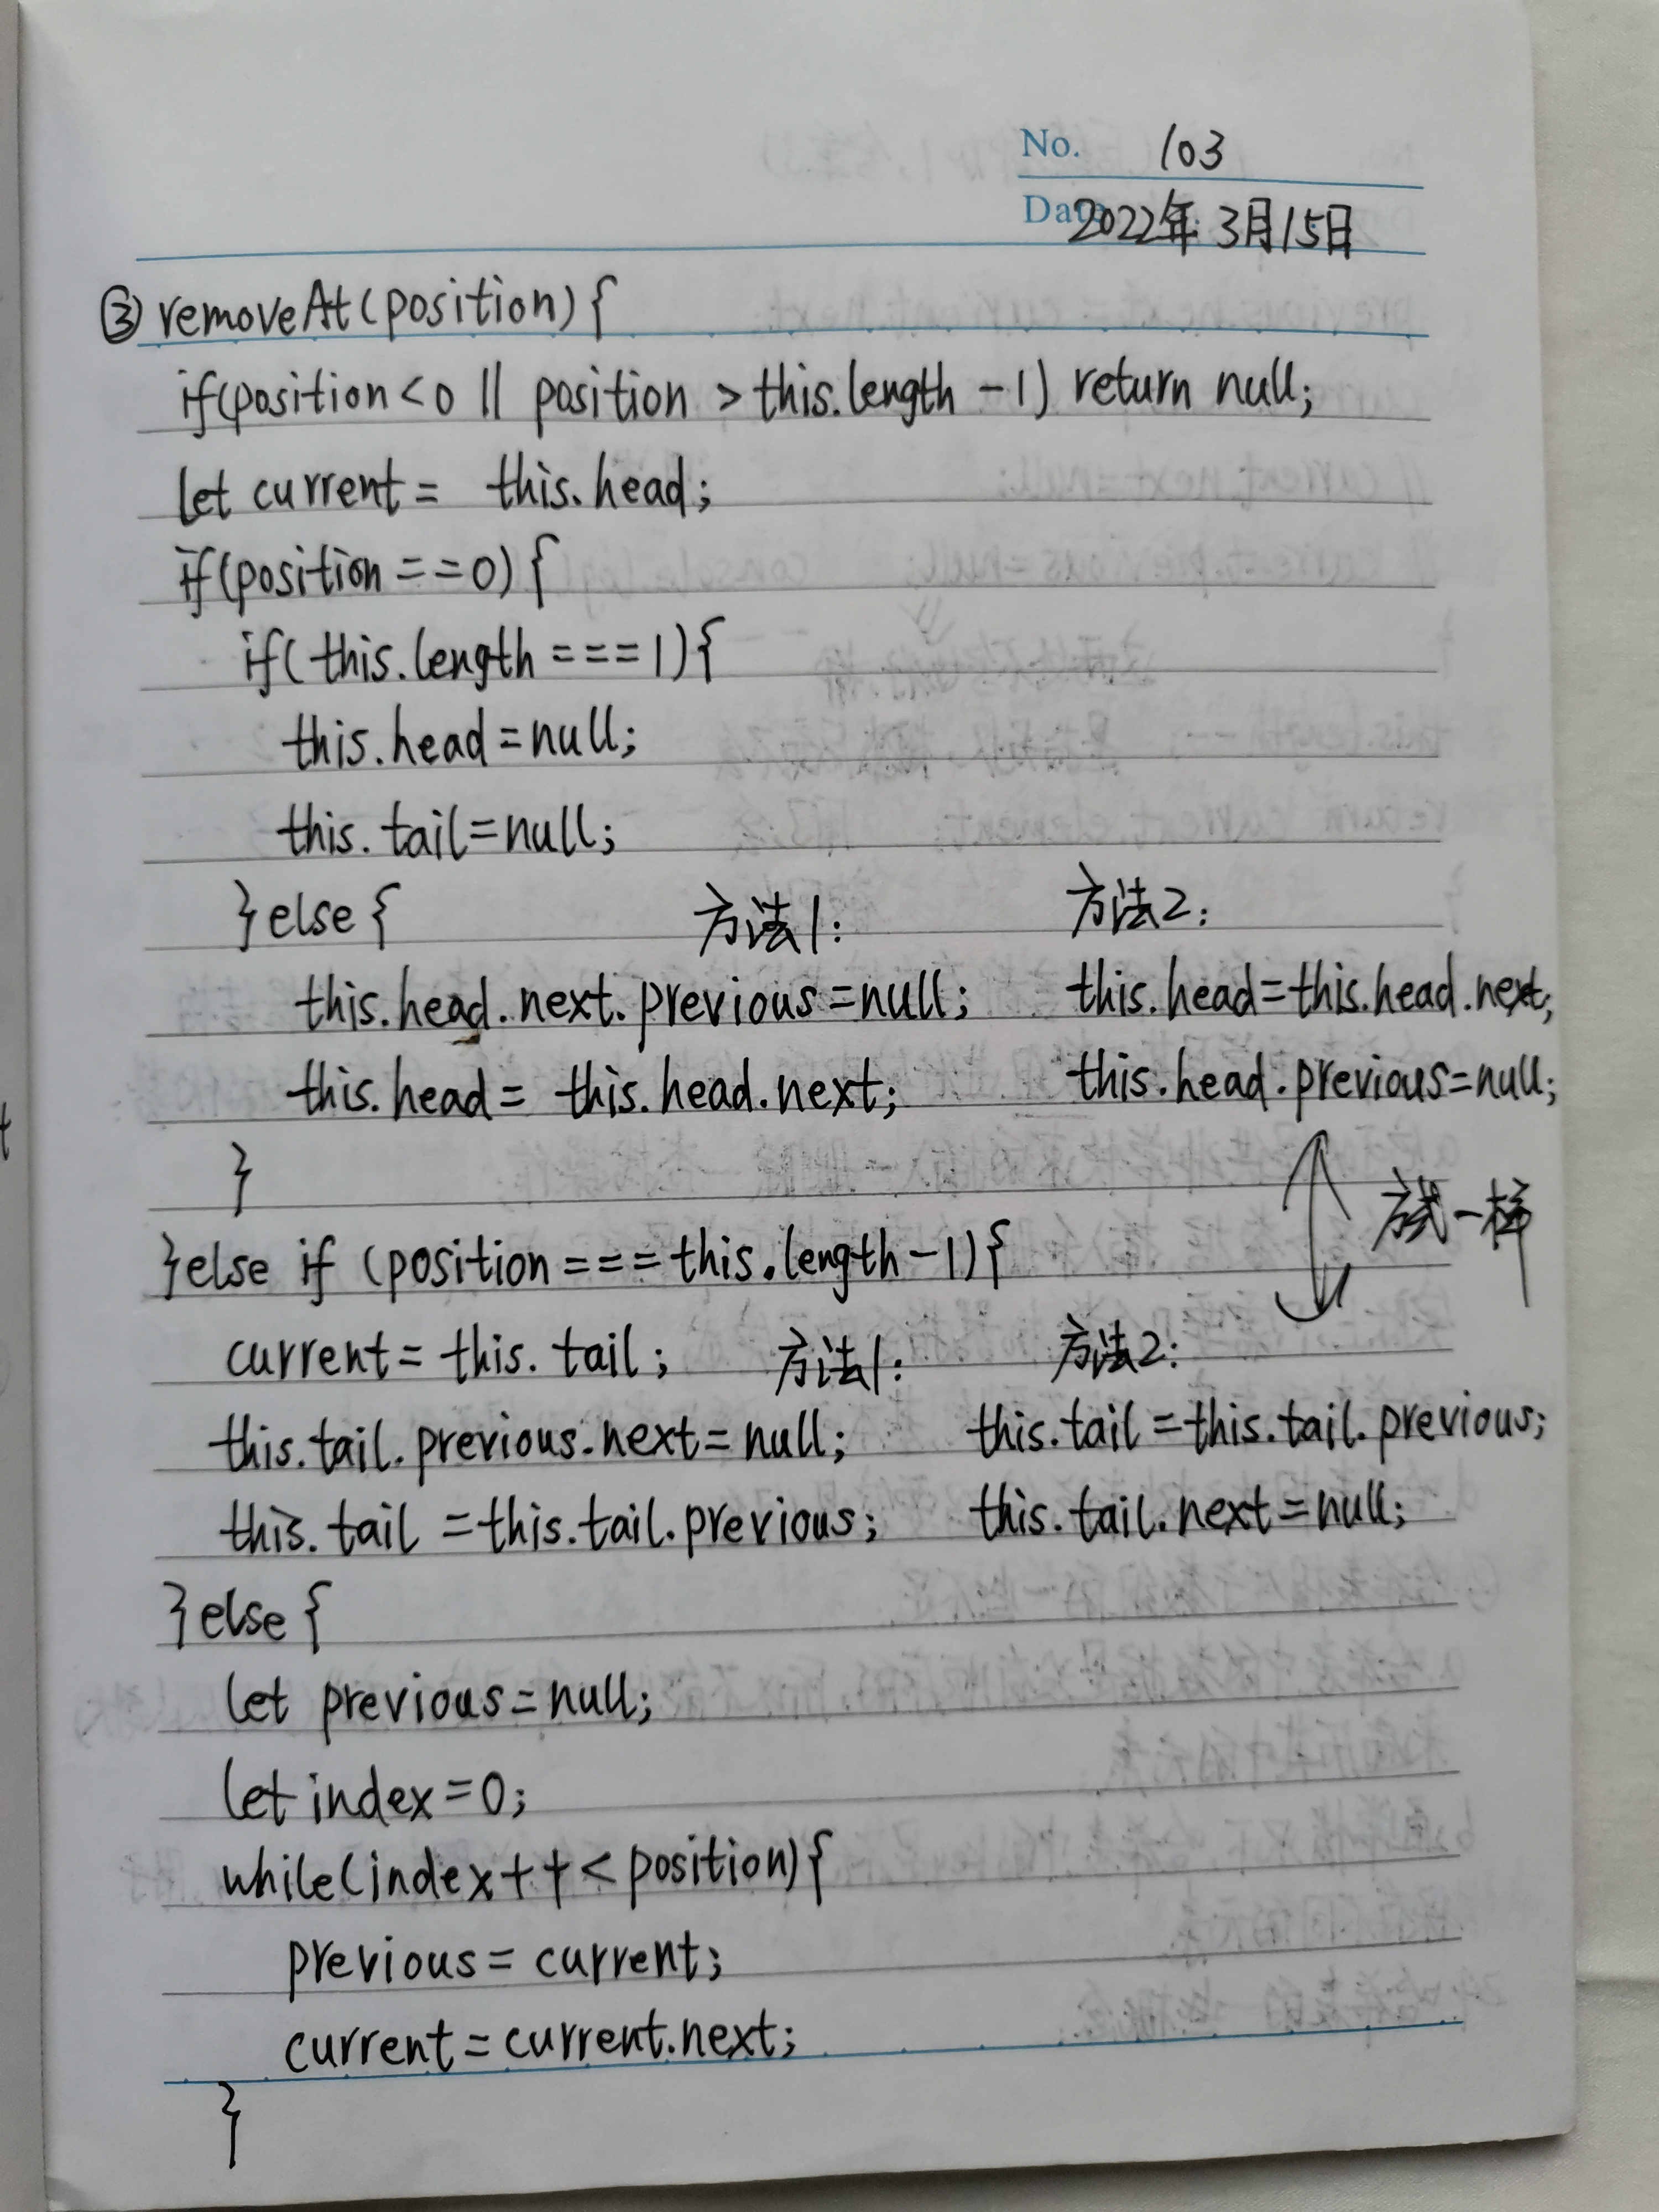 No. 103
Date 2022年3月15日
③ removeAt(position){
if(position<0 || position >this.length -1) return null;
let current= this.head;
if(position ==0){
if(this.length ===1){
this.head=null;
this.tail=null;
}else{ 方法1: 方法2:
this.head.next.previous=null; this.head=this.head.next;
this.head= this.head.next; this.head.previous=null;
}
方式一样
}else if (position ===this.length-1){
current= this.tail; 方法1: 方法2:
this.tail.previous.next=null; this.tail=this.tail.previous;
this.tail =this.tail.previous; this.tail.next=null;
}else{
let previous=null;
let index=0;
while(index++<position){
previous= current;
current=current.next;
}